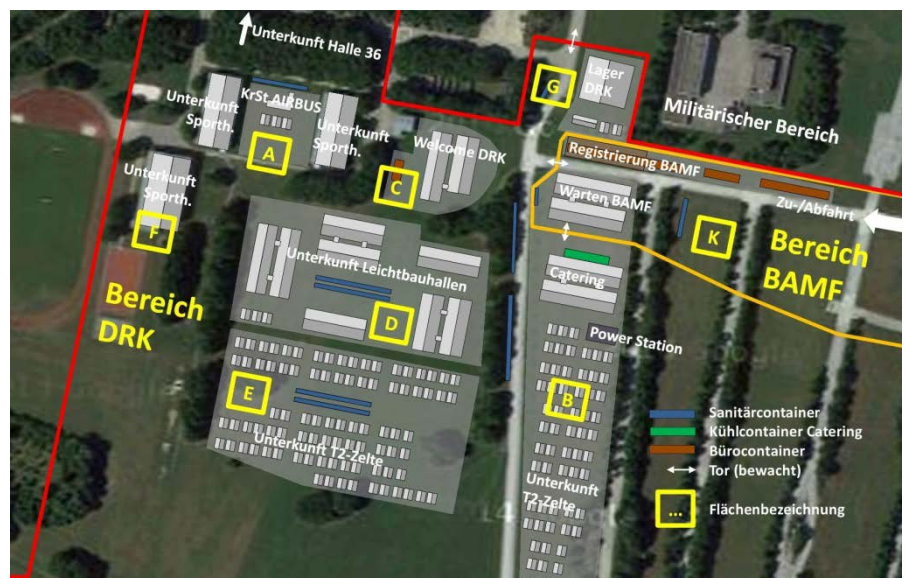 Unterkunft Halle 36
G
Lager
DRK
Militärischer Bereich
KrSt AIRBUS
Unterkunft
Sporth.
Unterkunft
Sporth.
A
Welcome DRK
C
Registrierung BAMF
Zu-/Abfahrt
Unterkunft
Sporth.
F
Warten BAMF
K
Bereich
BAMF
Unterkunft Leichtbauhallen
Catering
Bereich
DRK
D
Power Station
E
B
Unterkunft T2-Zelte
Unterkunft
T2-Zelte
Sanitärcontainer
Kühlcontainer Catering
Bürocontainer
Tor (bewacht)
...
Flächenbezeichnung